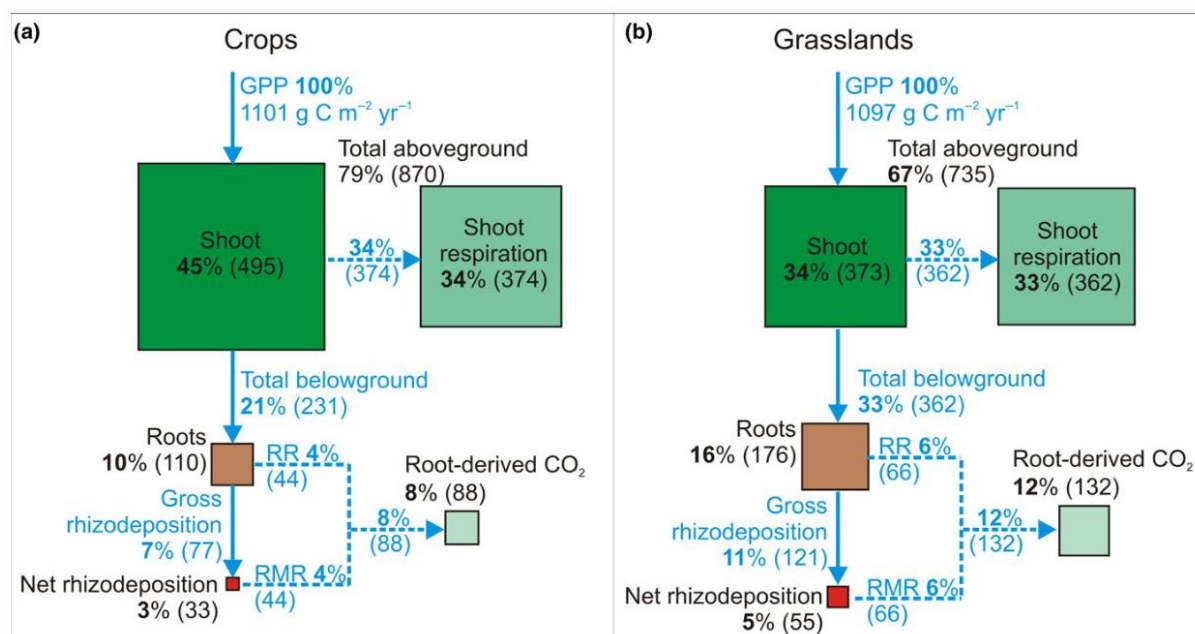 (a)
Crops
GPP 100%
1101 g C m⁻² yr⁻¹
Total aboveground
79% (870)
Shoot
45% (495)
34%
(374)
Shoot
respiration
34% (374)
Total belowground
21% (231)
Roots
10% (110)
RR 4%
(44)
Root-derived CO₂
8% (88)
Gross
rhizodeposition
7% (77)
8%
(88)
Net rhizodeposition
3% (33)
RMR 4%
(44)
(b)
Grasslands
GPP 100%
1097 g C m⁻² yr⁻¹
Total aboveground
67% (735)
Shoot
34% (373)
33%
(362)
Shoot
respiration
33% (362)
Total belowground
33% (362)
Roots
16% (176)
RR 6%
(66)
Root-derived CO₂
12% (132)
Gross
rhizodeposition
11% (121)
12%
(132)
Net rhizodeposition
5% (55)
RMR 6%
(66)